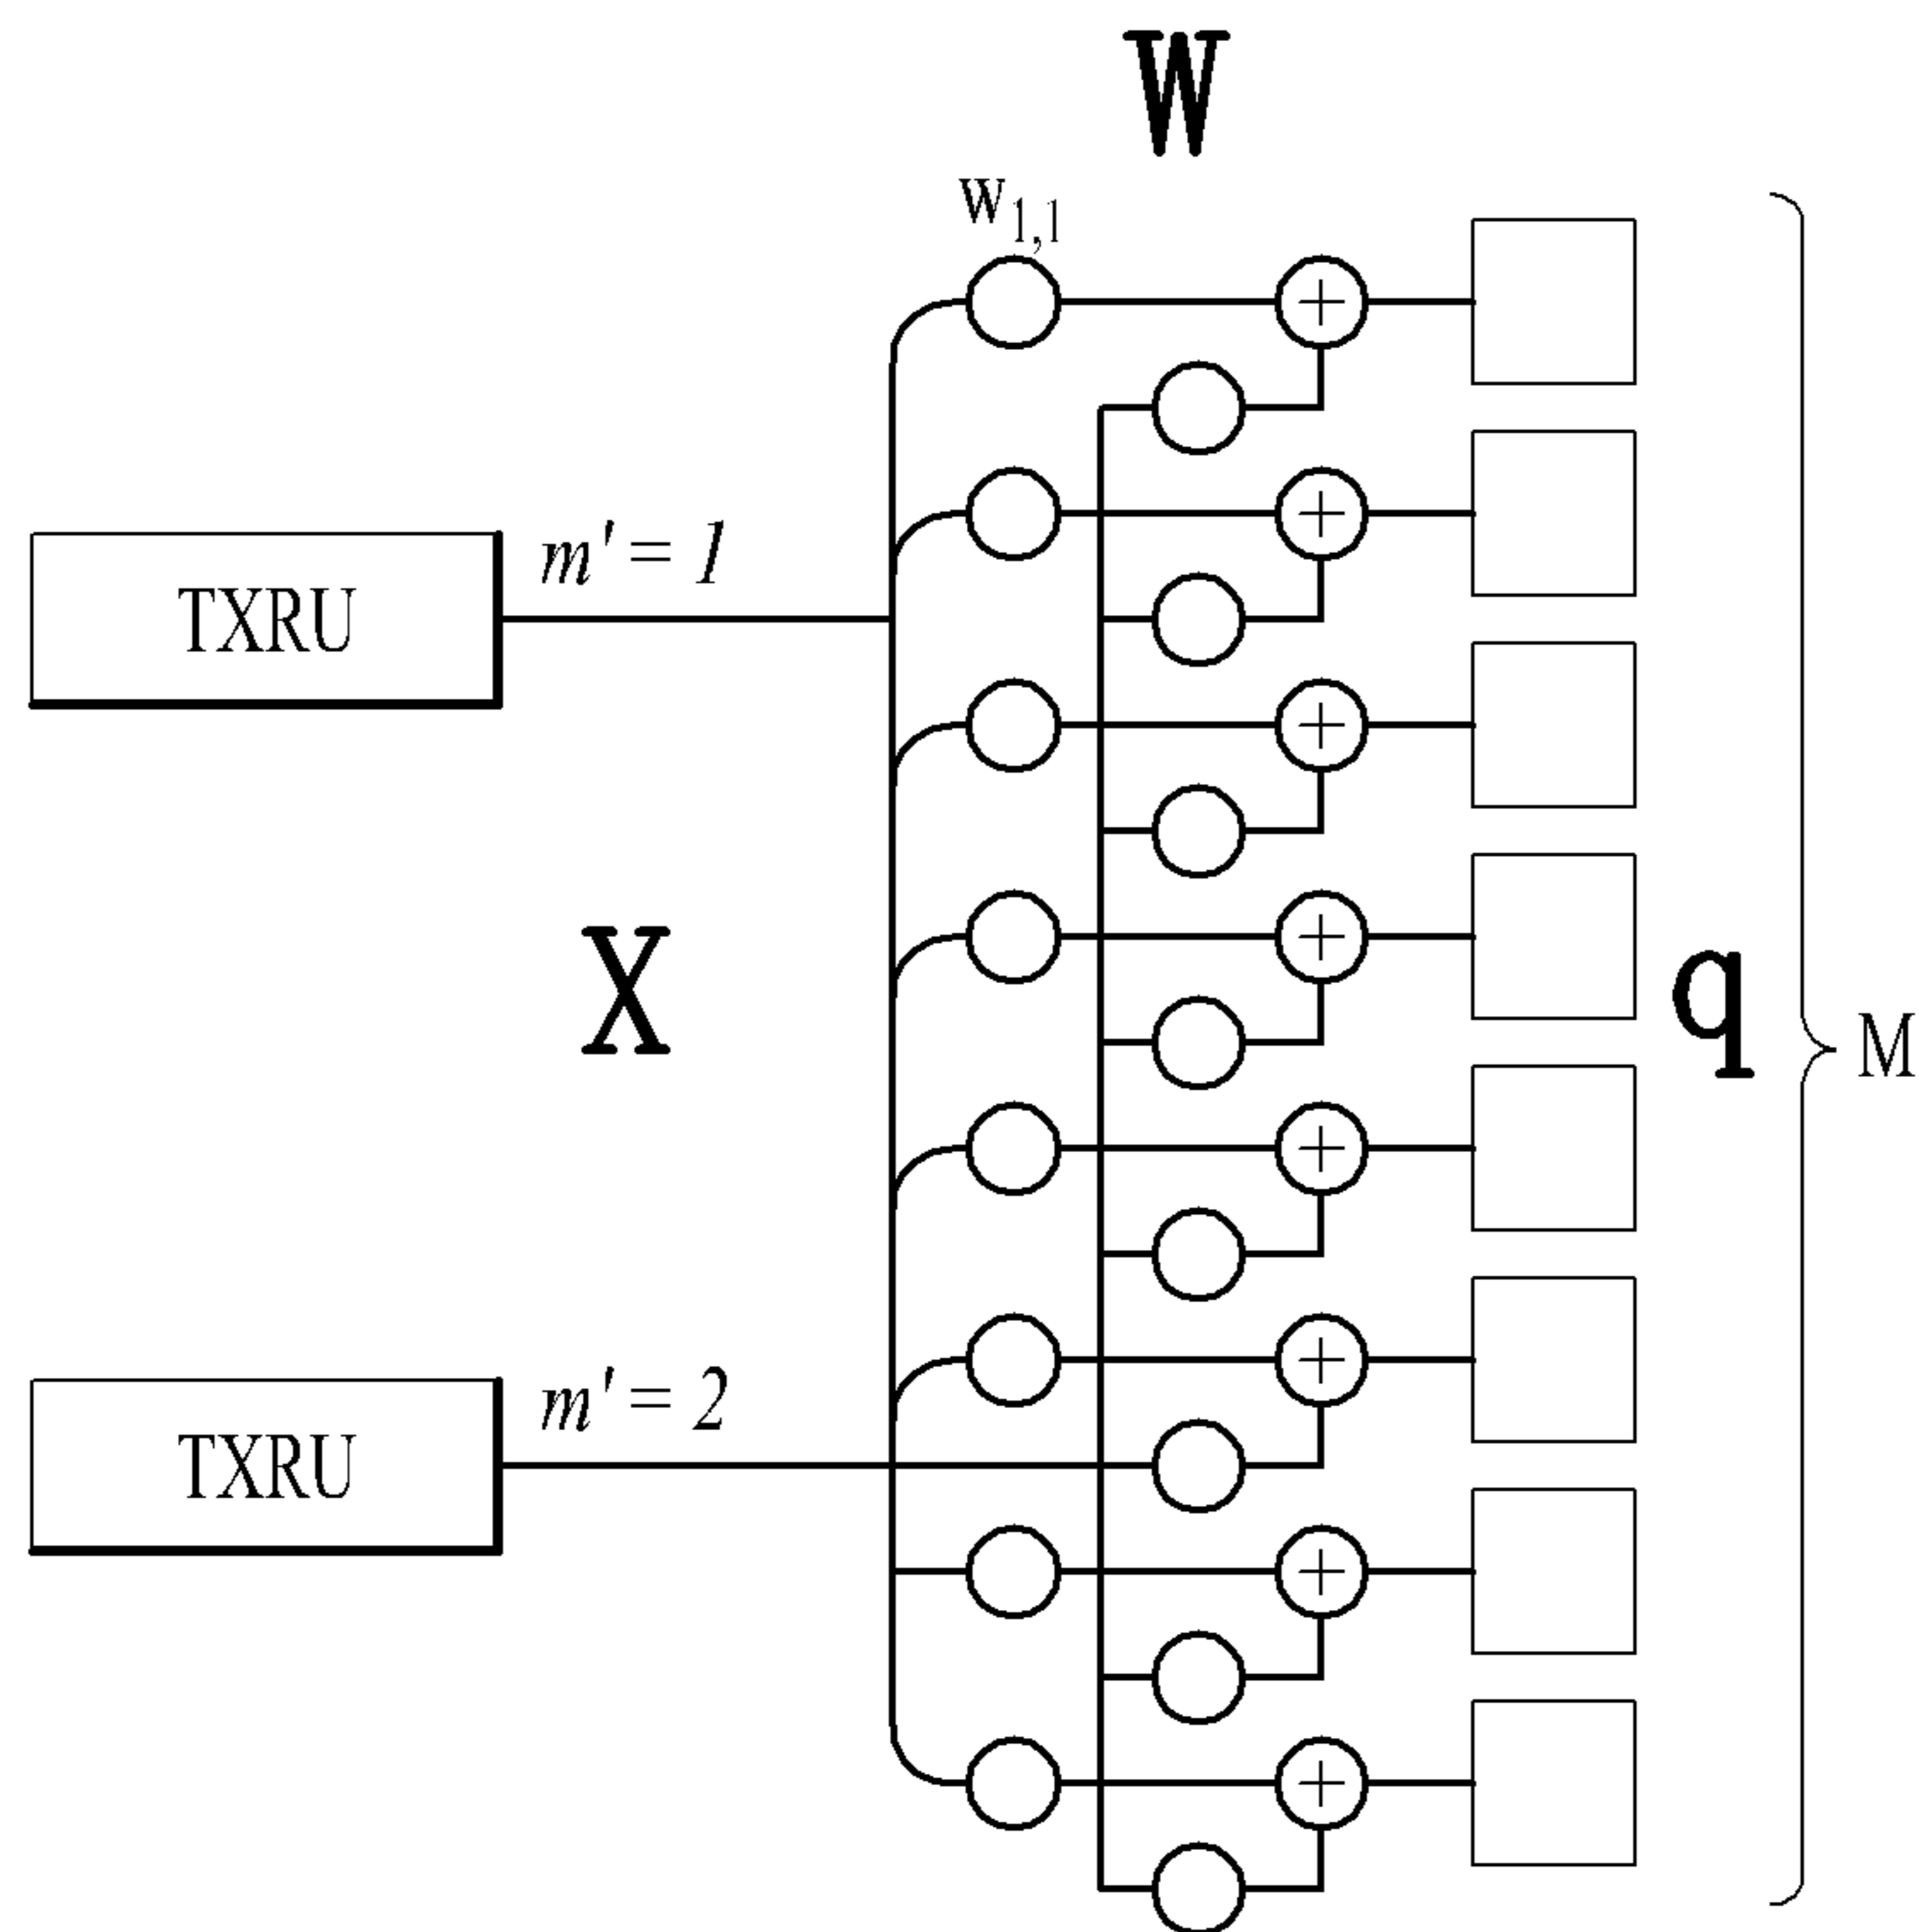 W
w1,1
m' = 1
TXRU
X
q
M
m' = 2
TXRU